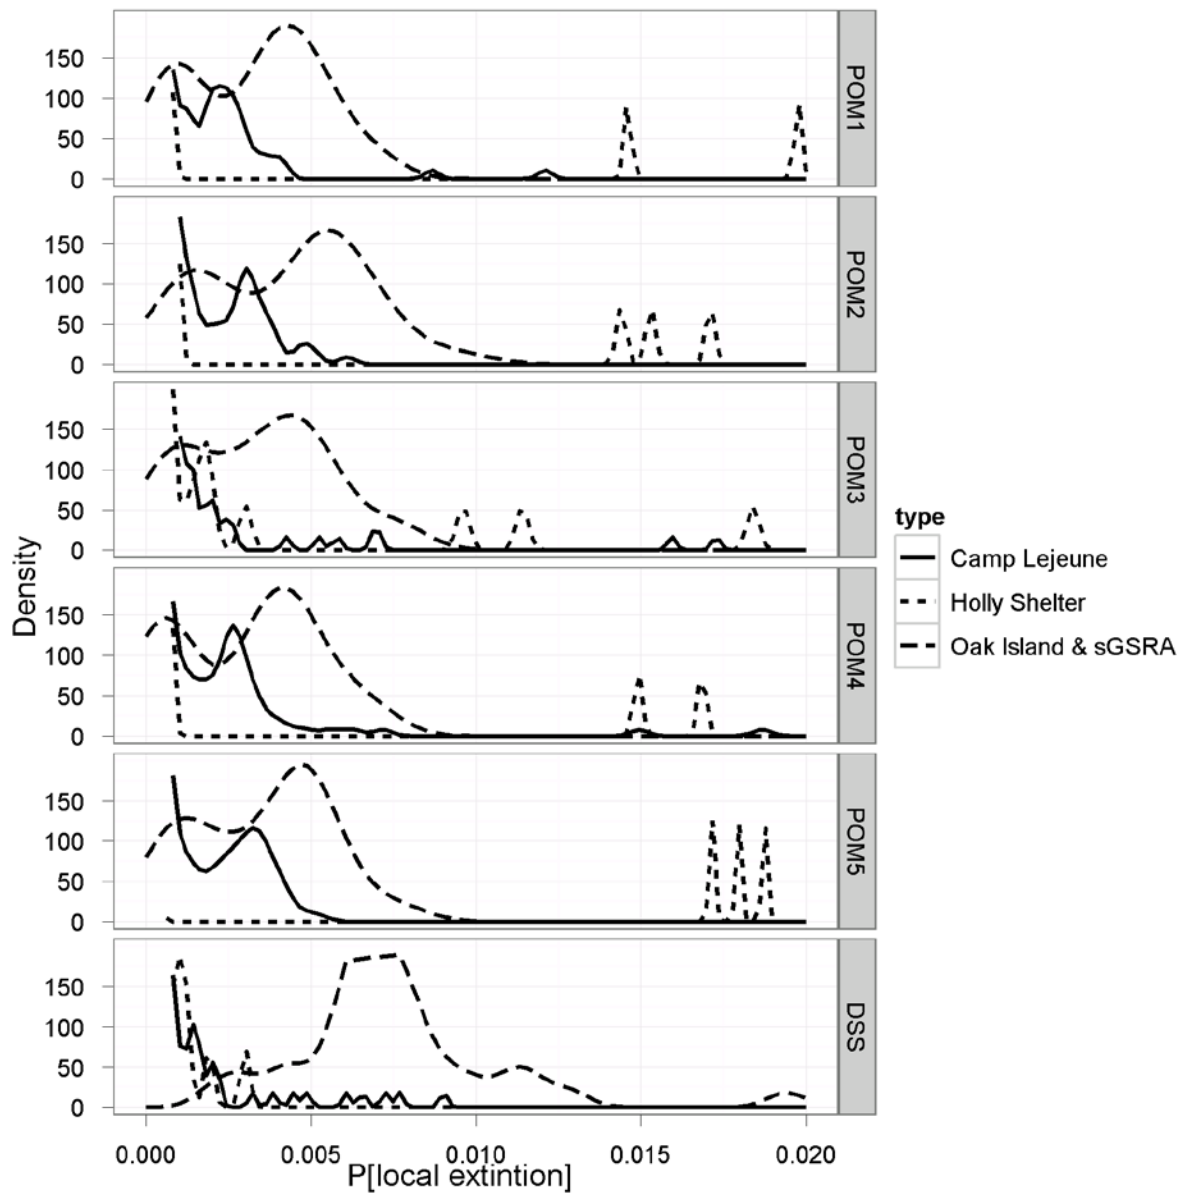 Density
150
100
50
0
POM1
150
100
50
0
POM2
150
100
50
0
POM3
150
100
50
0
POM4
150
100
50
0
POM5
150
100
50
0
DSS
0.000 0.005 0.010 0.015 0.020
P[local extintion]
type
Camp Lejeune
Holly Shelter
Oak Island & sGSRA